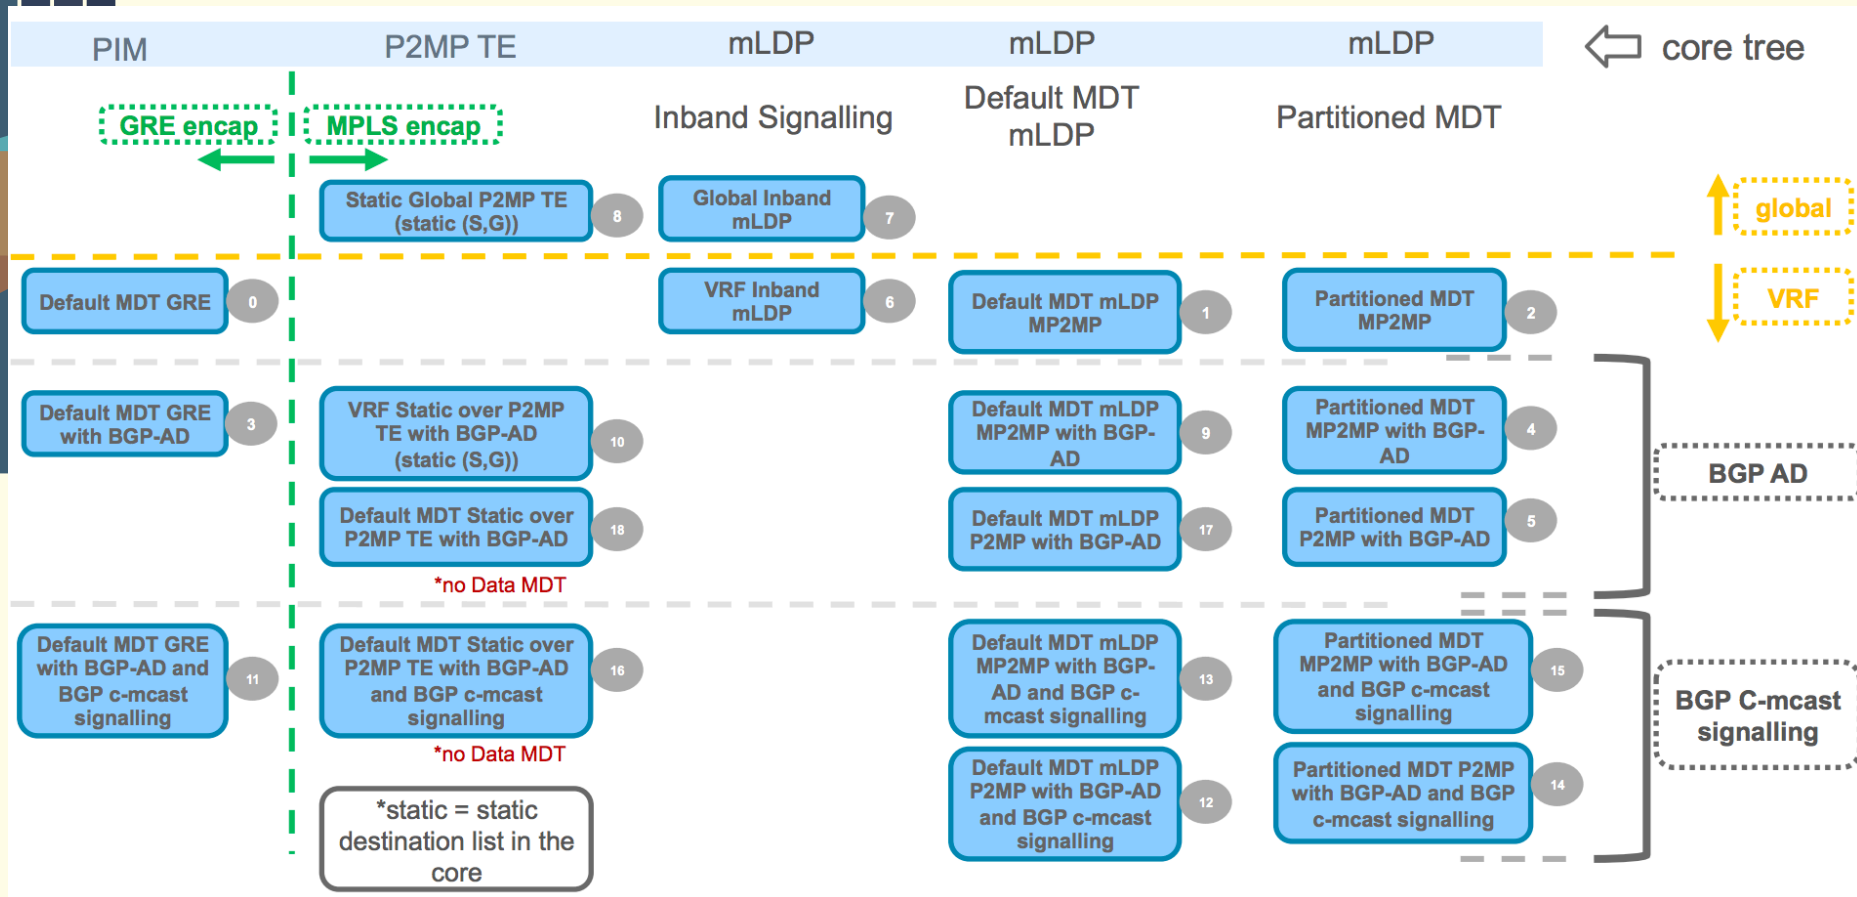 PIM
P2MP TE
mLDP
mLDP
mLDP
core tree
GRE encap
MPLS encap
Inband Signalling
Default MDT
mLDP
Partitioned MDT
Static Global P2MP TE
(static (S,G))
8
Global Inband
mLDP
7
global
Default MDT GRE
0
VRF Inband
mLDP
6
Default MDT mLDP
MP2MP
1
Partitioned MDT
MP2MP
2
VRF
Default MDT GRE
with BGP-AD
3
VRF Static over P2MP
TE with BGP-AD
(static (S,G))
10
Default MDT mLDP
MP2MP with BGP-
AD
9
Partitioned MDT
MP2MP with BGP-
AD
4
BGP AD
Default MDT Static over
P2MP TE with BGP-AD
18
*no Data MDT
Default MDT mLDP
P2MP with BGP-AD
17
Partitioned MDT
P2MP with BGP-AD
5
Default MDT GRE
with BGP-AD and
BGP c-mcast
signalling
11
Default MDT Static over
P2MP TE with BGP-AD
and BGP c-mcast
signalling
16
*no Data MDT
Default MDT mLDP
MP2MP with BGP-
AD and BGP c-
mcast signalling
13
Partitioned MDT
MP2MP with BGP-AD
and BGP c-mcast
signalling
15
BGP C-mcast
signalling
*static = static
destination list in the
core
Default MDT mLDP
P2MP with BGP-AD
and BGP c-mcast
signalling
12
Partitioned MDT P2MP
with BGP-AD and BGP
c-mcast signalling
14